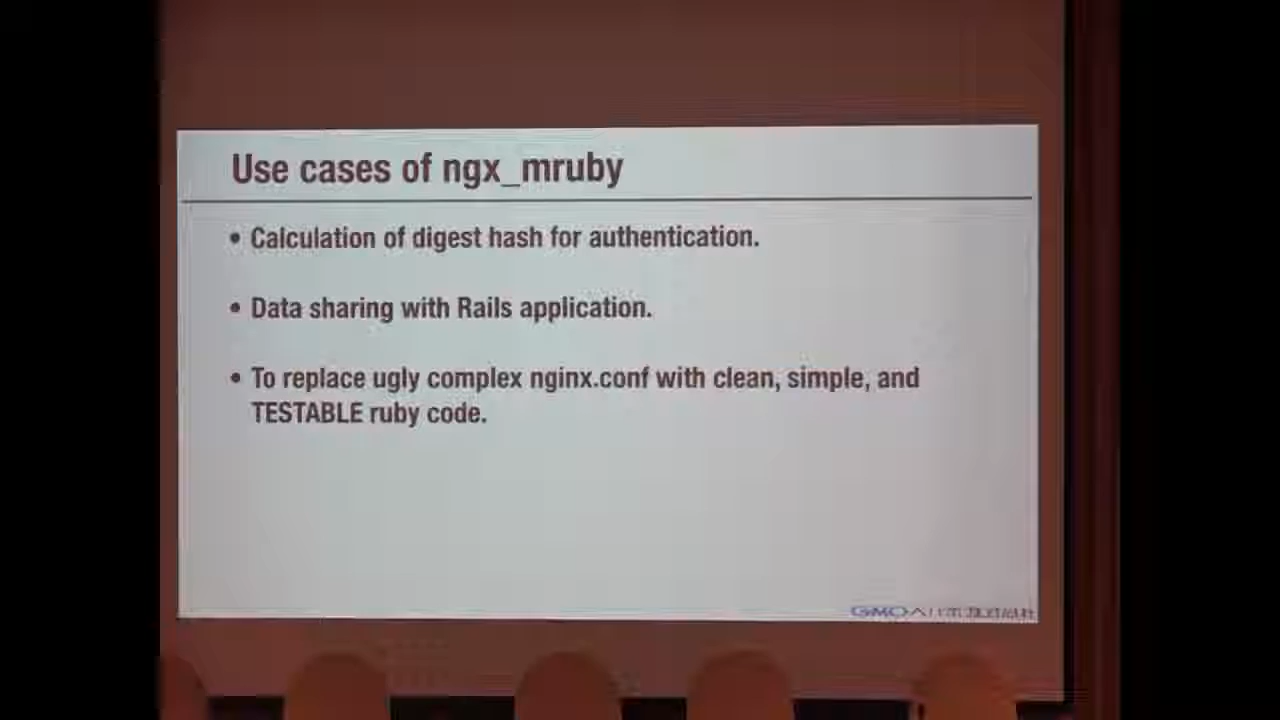 Use cases of ngx_mruby
• Calculation of digest hash for authentication.
• Data sharing with Rails application.
• To replace ugly complex nginx.conf with clean, simple, and
TESTABLE ruby code.
GMO